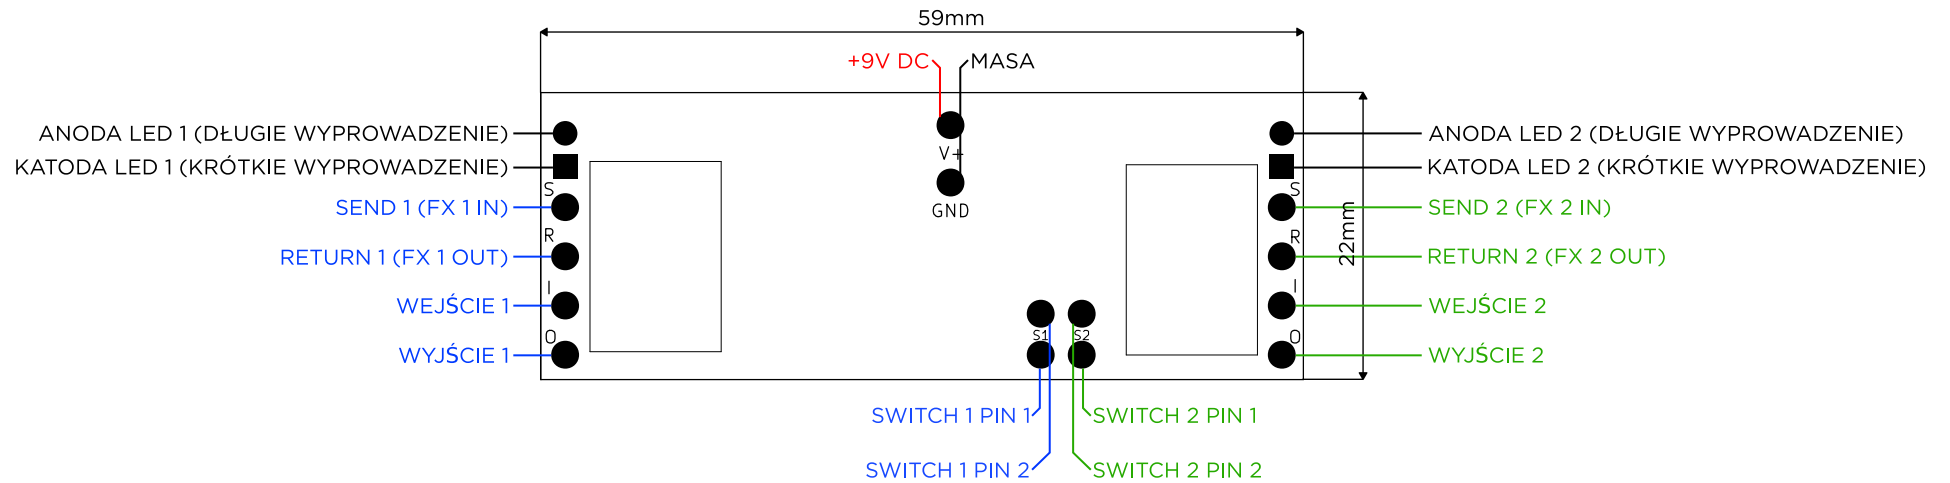 59mm
+9V DC
MASA
ANODA LED 1 (DŁUGIE WYPROWADZENIE)
KATODA LED 1 (KRÓTKIE WYPROWADZENIE)
SEND 1 (FX 1 IN)
RETURN 1 (FX 1 OUT)
WEJŚCIE 1
WYJŚCIE 1
S
R
I
O
V+
GND
S1
S2
S
R
I
O
22mm
ANODA LED 2 (DŁUGIE WYPROWADZENIE)
KATODA LED 2 (KRÓTKIE WYPROWADZENIE)
SEND 2 (FX 2 IN)
RETURN 2 (FX 2 OUT)
WEJŚCIE 2
WYJŚCIE 2
SWITCH 1 PIN 1
SWITCH 2 PIN 1
SWITCH 1 PIN 2
SWITCH 2 PIN 2